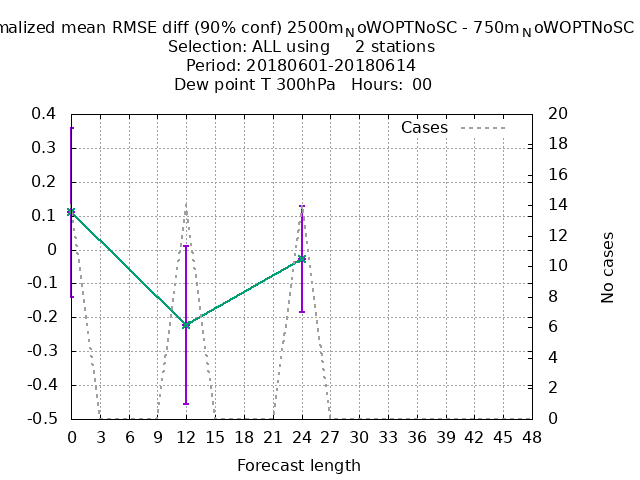 malized mean RMSE diff (90% conf) 2500mNoWOPTNoSC - 750mNoWOPTNoSC
Selection: ALL using 2 stations
Period: 20180601-20180614
Dew point T 300hPa Hours: 00
Cases
0.4
0.3
0.2
0.1
0
-0.1
-0.2
-0.3
-0.4
-0.5
20
18
16
14
12
10
8
6
4
2
0
No cases
0 3 6 9 12 15 18 21 24 27 30 33 36 39 42 45 48
Forecast length